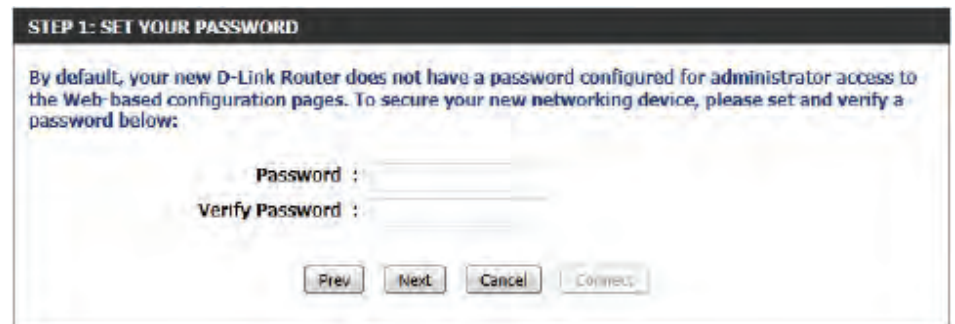 STEP 1: SET YOUR PASSWORD
By default, your new D-Link Router does not have a password configured for administrator access to
the Web-based configuration pages. To secure your new networking device, please set and verify a
password below:
Password :
Verify Password :
Prev Next Cancel Connect